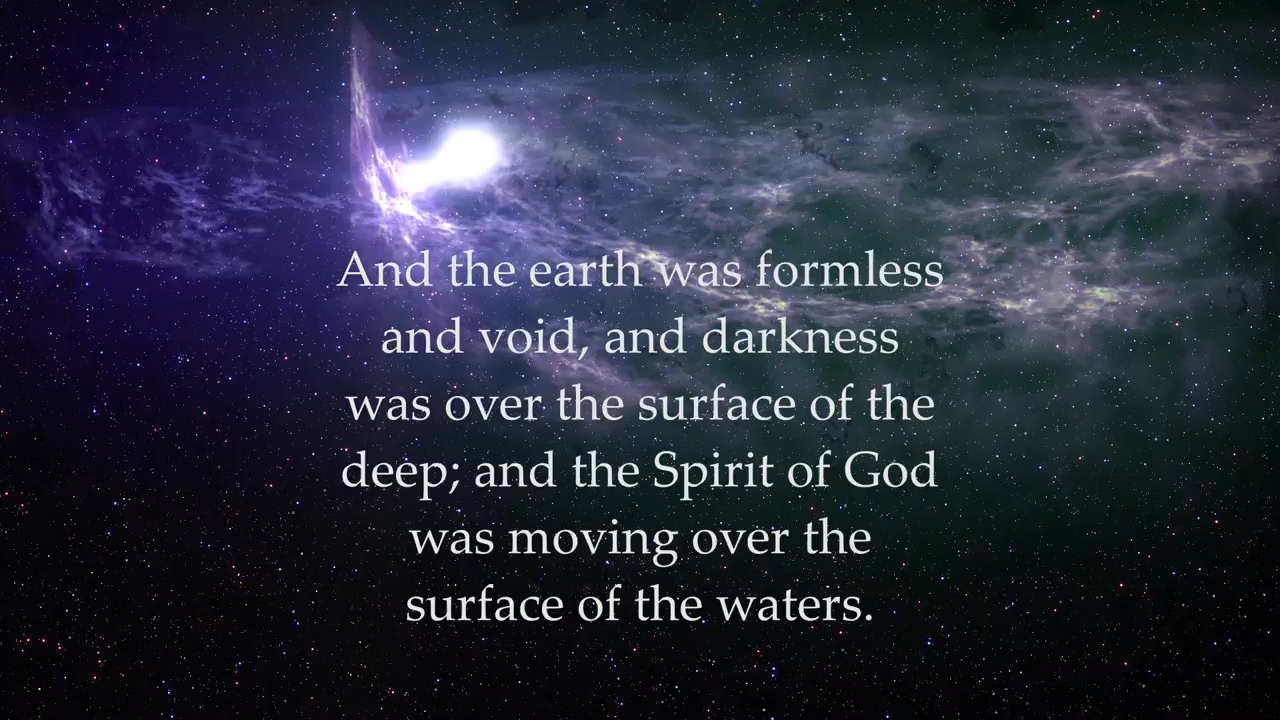 And the earth was formless
and void, and darkness
was over the surface of the
deep; and the Spirit of God
was moving over the
surface of the waters.